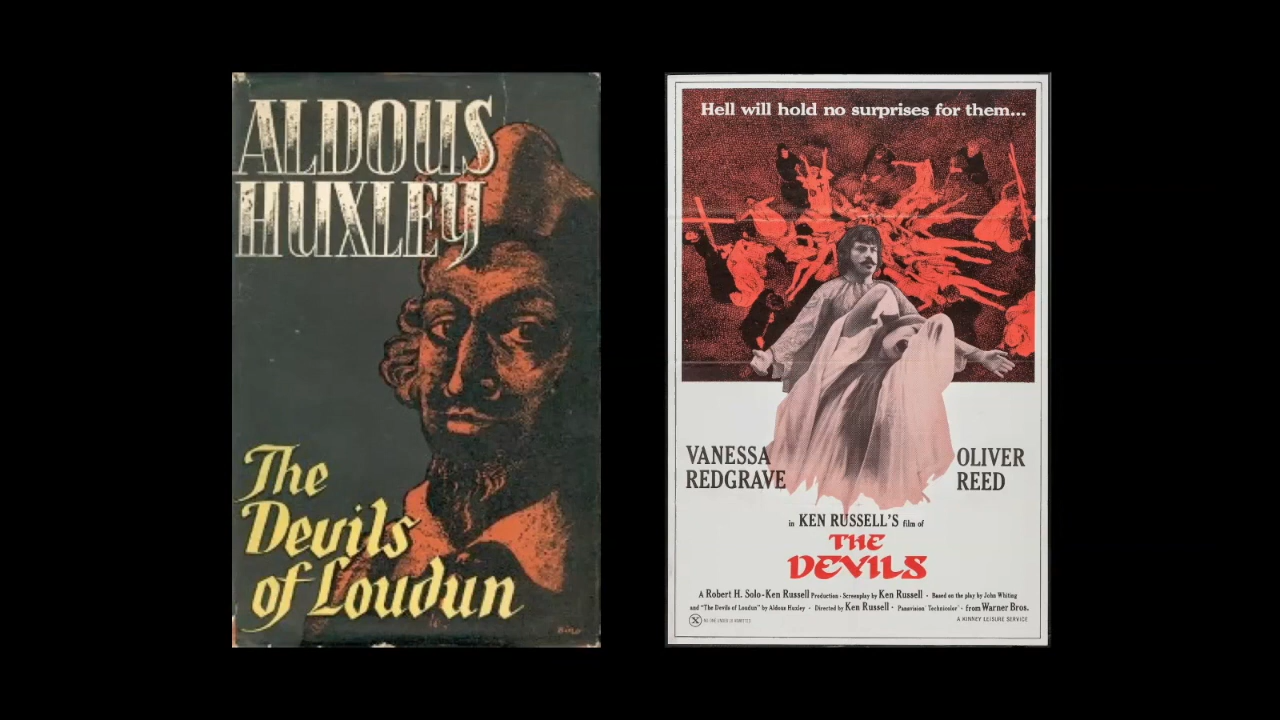 ALDOUS
HUXLEY
The
Devils
of Loudun
Hell will hold no surprises for them...
VANESSA
REDGRAVE
OLIVER
REED
in KEN RUSSELL'S film of
THE
DEVILS
A Robert H. Solo-Ken Russell Production · Screenplay by Ken Russell · Based on the play by John Whiting
and "The Devils of Loudun" by Aldous Huxley · Directed by Ken Russell · Panavision® Technicolor® · from Warner Bros.
X
A KINNEY LEISURE SERVICE